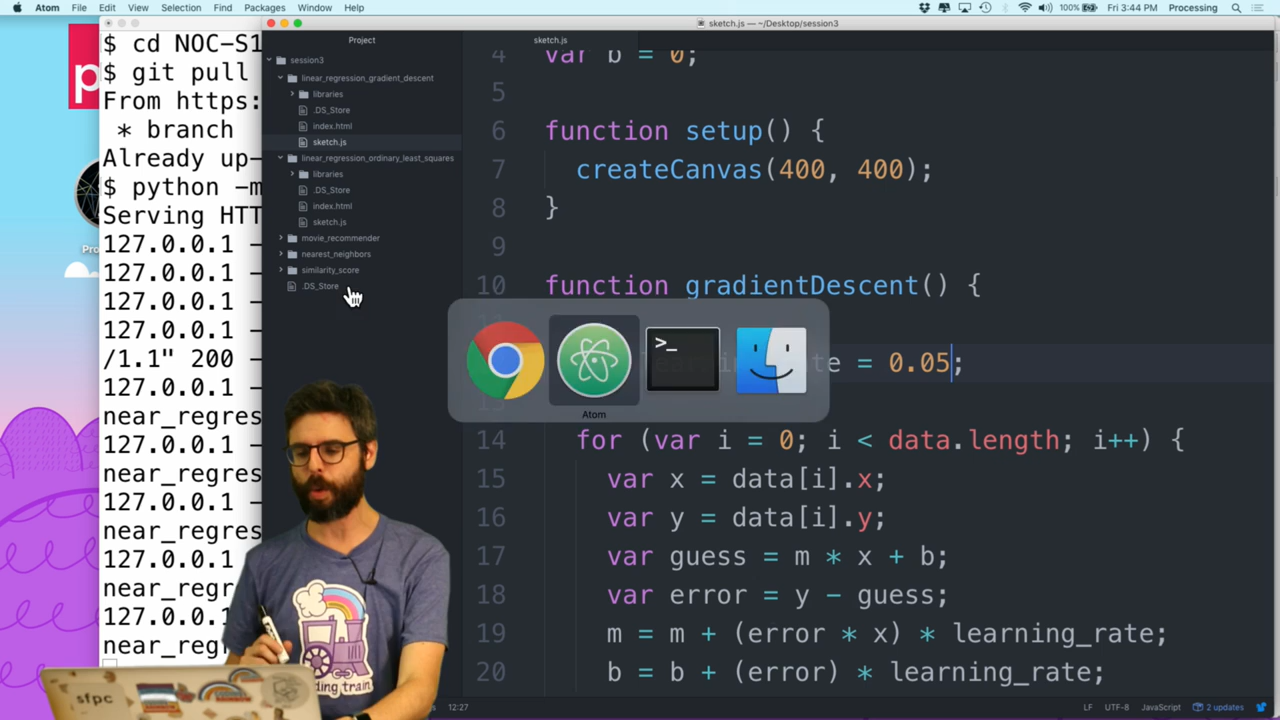 Atom File Edit View Selection Find Packages Window Help
100% Fri 3:44 PM Processing
$ cd NOC-S1
$ git pull
From https:
* branch
Already up-
$ python -m
Serving HTT
127.0.0.1 -
127.0.0.1 -
127.0.0.1 -
127.0.0.1 -
/1.1" 200 -
127.0.0.1 -
near_regres
127.0.0.1 -
near_regres
127.0.0.1 -
near_regres
127.0.0.1 -
near_regr
127.0.0.1
near_regr
Pro
sketch.js — ~/Desktop/session3
Project
session3
linear_regression_gradient_descent
libraries
.DS_Store
index.html
sketch.js
linear_regression_ordinary_least_squares
libraries
.DS_Store
index.html
sketch.js
movie_recommender
nearest_neighbors
similarity_score
.DS_Store
sketch.js
4 var b = 0;
5
6 function setup() {
7 createCanvas(400, 400);
8 }
9
10 function gradientDescent() {
= 0.05;
14 for (var i = 0; i < data.length; i++) {
15 var x = data[i].x;
16 var y = data[i].y;
17 var guess = m * x + b;
18 var error = y - guess;
19 m = m + (error * x) * learning_rate;
20 b = b + (error) * learning_rate;
>_
Atom
12:27
LF UTF-8 JavaScript 2 updates
sfpc
ding train